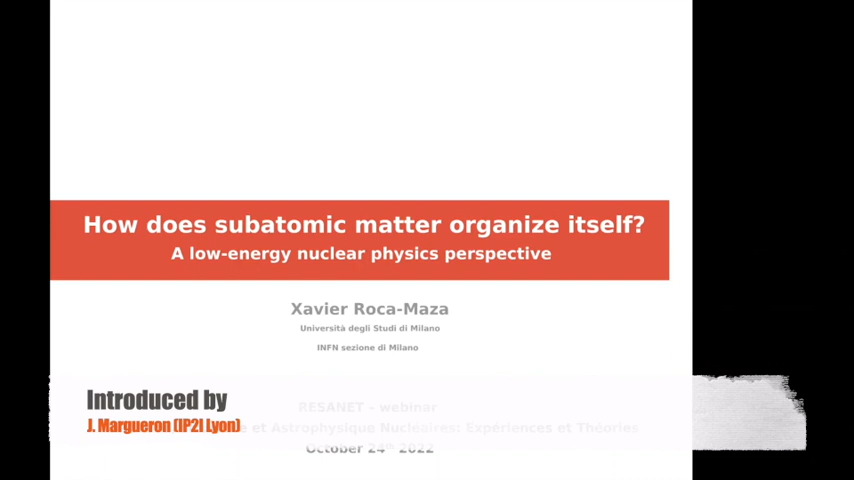 How does subatomic matter organize itself?
A low-energy nuclear physics perspective
Xavier Roca-Maza
Università degli Studi di Milano
INFN sezione di Milano
RESANET - webinar
e et Astrophysique Nucléaires: Expériences et Théories
October 24th 2022
Introduced by
J. Margueron (IP2I Lyon)